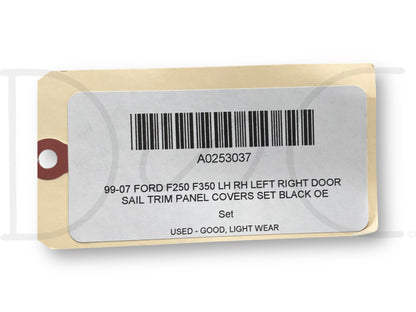 A0253037
99-07 FORD F250 F350 LH RH LEFT RIGHT DOOR
SAIL TRIM PANEL COVERS SET BLACK OE
Set
USED - GOOD, LIGHT WEAR